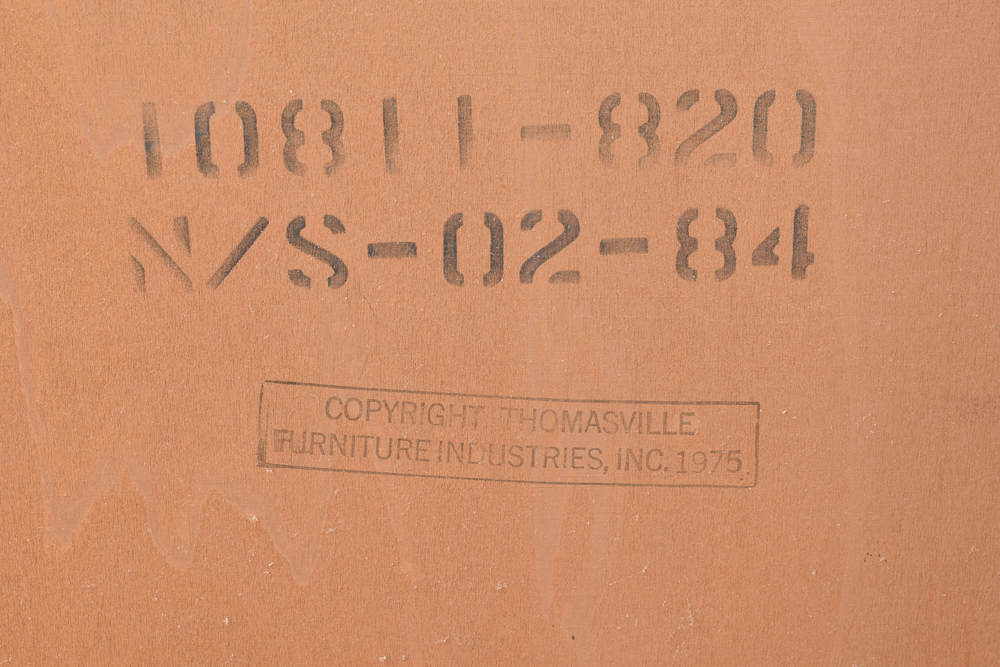 10811-820
N/S-02-84
COPYRIGHT THOMASVILLE
FURNITURE INDUSTRIES, INC. 1975